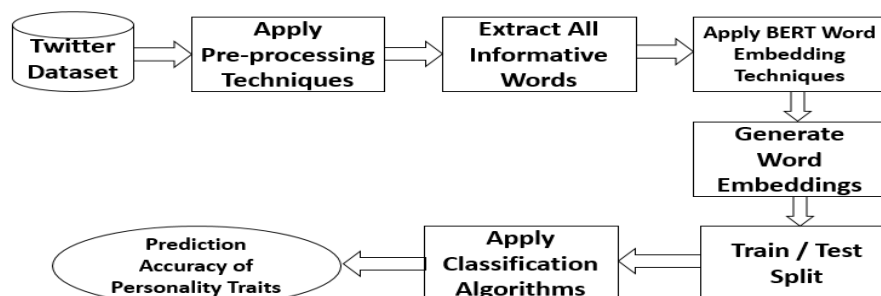 Twitter
Dataset
Apply
Pre-processing
Techniques
Extract All
Informative
Words
Apply BERT Word
Embedding
Techniques
Generate
Word
Embeddings
Train / Test
Split
Apply
Classification
Algorithms
Prediction
Accuracy of
Personality Traits